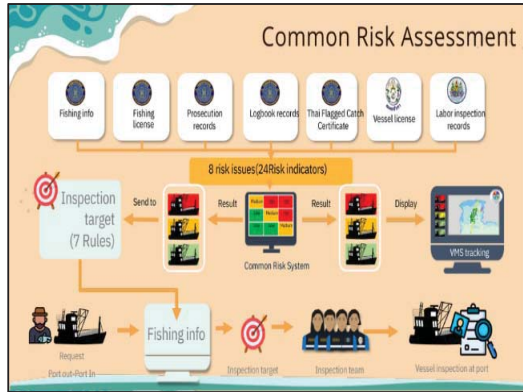 Common Risk Assessment
Fishing info
Fishing
license
Prosecution
records
Logbook records
Thai Flagged Catch
Certificate
Vessel license
Labor inspection
records
8 risk issues(24Risk indicators)
Inspection
target
(7 Rules)
Send to
Result
Result
Display
Common Risk System
VMS tracking
Request
Port out-Port In
Fishing info
Inspection target
Inspection team
Vessel inspection at port